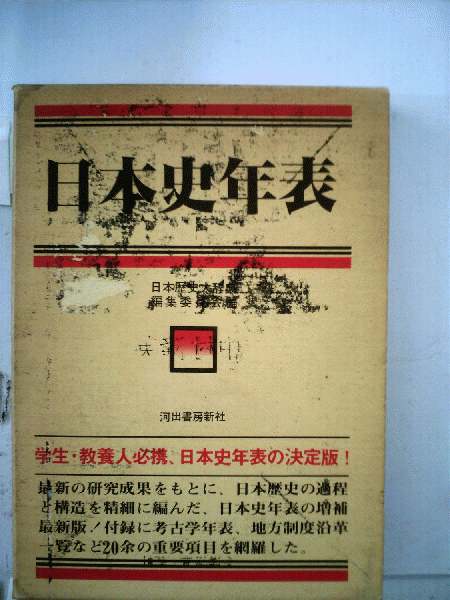 日本史年表
日本歴史大辞典
編集委員会編
河出書房新社
学生・教養人必携、日本史年表の決定版！
最新の研究成果をもとに、日本歴史の過程
と構造を精細に編んだ、日本史年表の増補
最新版！付録に考古学年表、地方制度沿革
一覧など20余の重要項目を網羅した。